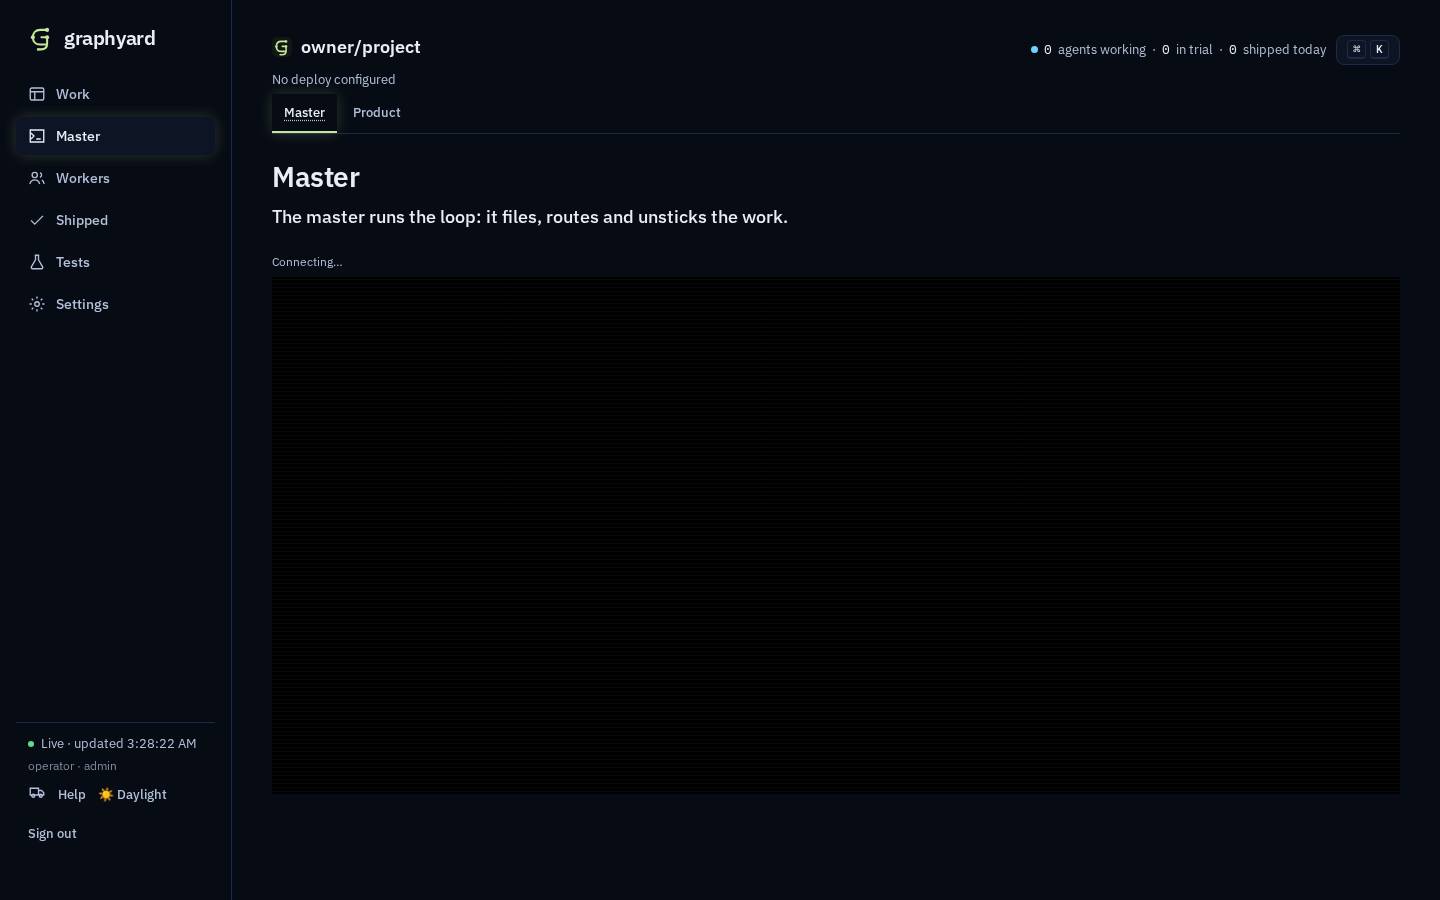 graphyard
Work
Master
Workers
Shipped
Tests
Settings
Live · updated 3:28:22 AM
operator · admin
Help ☀️ Daylight
Sign out
owner/project
0 agents working · 0 in trial · 0 shipped today ⌘ K
No deploy configured
Master Product
Master
The master runs the loop: it files, routes and unsticks the work.
Connecting…